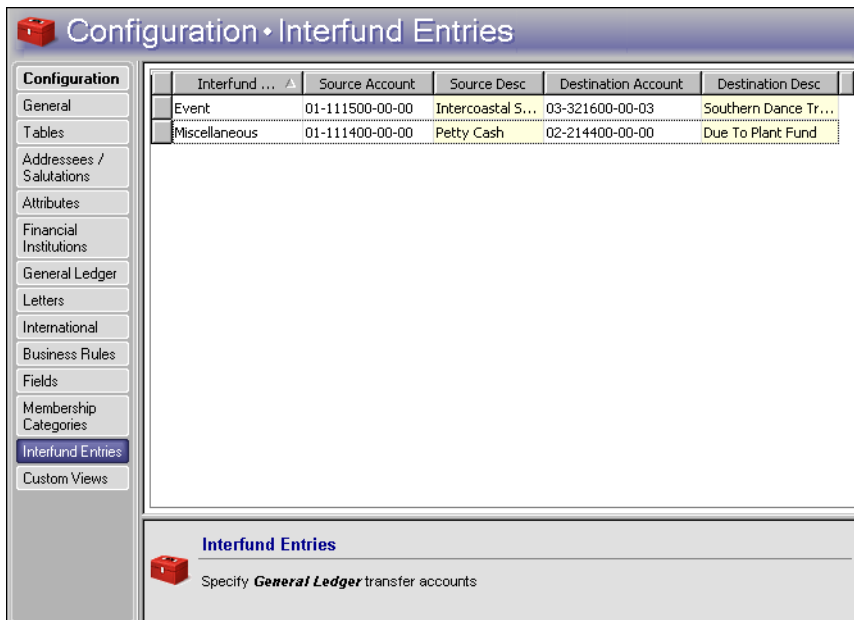 Configuration • Interfund Entries
Configuration
General
Tables
Addressees /
Salutations
Attributes
Financial
Institutions
General Ledger
Letters
International
Business Rules
Fields
Membership
Categories
Interfund Entries
Custom Views
Interfund ... Source Account Source Desc Destination Account Destination Desc
Event 01-111500-00-00 Intercoastal S... 03-321600-00-03 Southern Dance Tr...
Miscellaneous 01-111400-00-00 Petty Cash 02-214400-00-00 Due To Plant Fund
Interfund Entries
Specify General Ledger transfer accounts